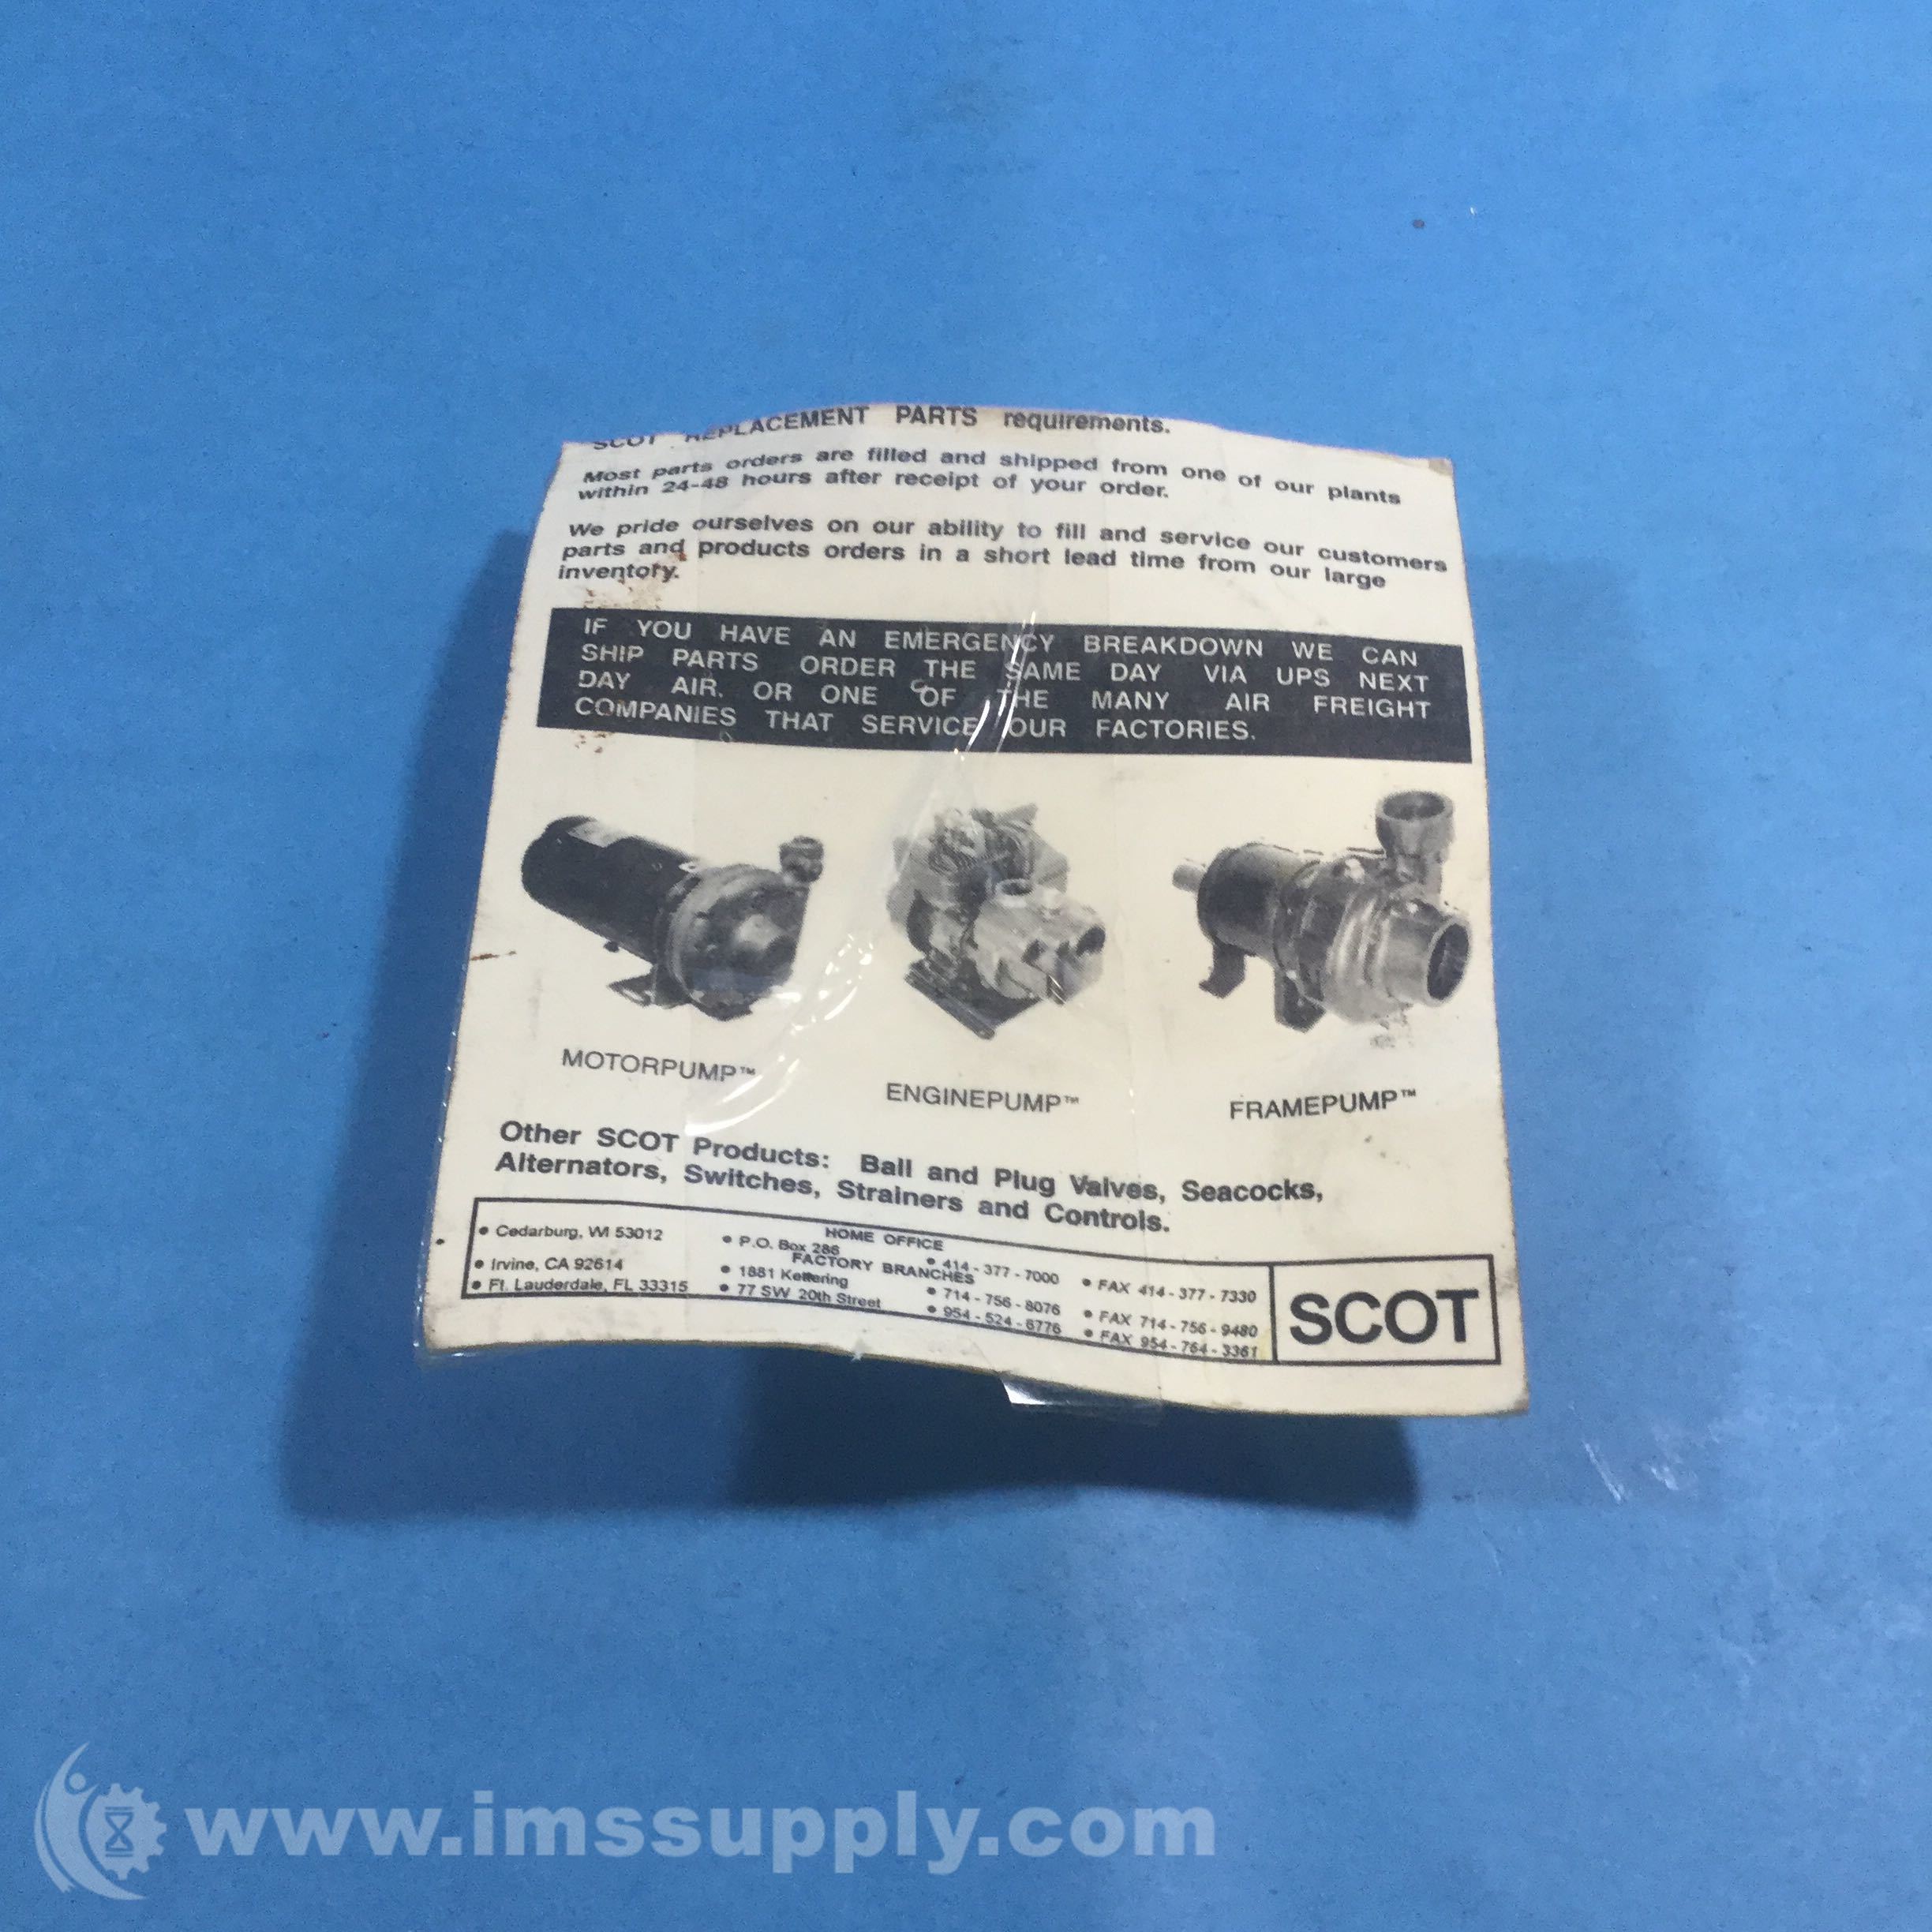 SCOT REPLACEMENT PARTS requirements.
Most parts orders are filled and shipped from one of our plants
within 24-48 hours after receipt of your order.
We pride ourselves on our ability to fill and service our customers
parts and products orders in a short lead time from our large
inventory.
IF YOU HAVE AN EMERGENCY BREAKDOWN WE CAN
SHIP PARTS ORDER THE SAME DAY VIA UPS NEXT
DAY AIR, OR ONE OF THE MANY AIR FREIGHT
COMPANIES THAT SERVICE OUR FACTORIES.
MOTORPUMP™
ENGINEPUMP™
FRAMEPUMP™
Other SCOT Products: Ball and Plug Valves, Seacocks,
Alternators, Switches, Strainers and Controls.
HOME OFFICE
• Cedarburg, WI 53012 • P.O. Box 286 • 414-377-7000 • FAX 414-377-7330
FACTORY BRANCHES
• Irvine, CA 92614 • 1881 Kettering • 714-756-8076 • FAX 714-756-9480
• Ft. Lauderdale, FL 33315 • 77 SW 20th Street • 954-524-6776 • FAX 954-764-3361
SCOT
www.imssupply.com